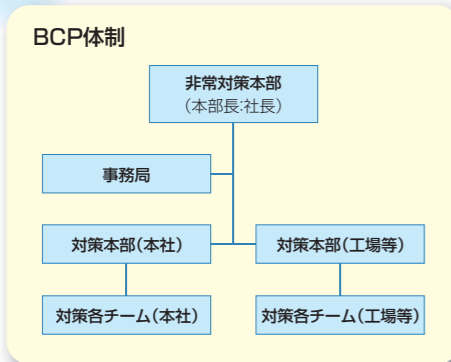 BCP体制
非常対策本部
（本部長:社長）
事務局
対策本部（本社）
対策本部（工場等）
対策各チーム（本社）
対策各チーム（工場等）